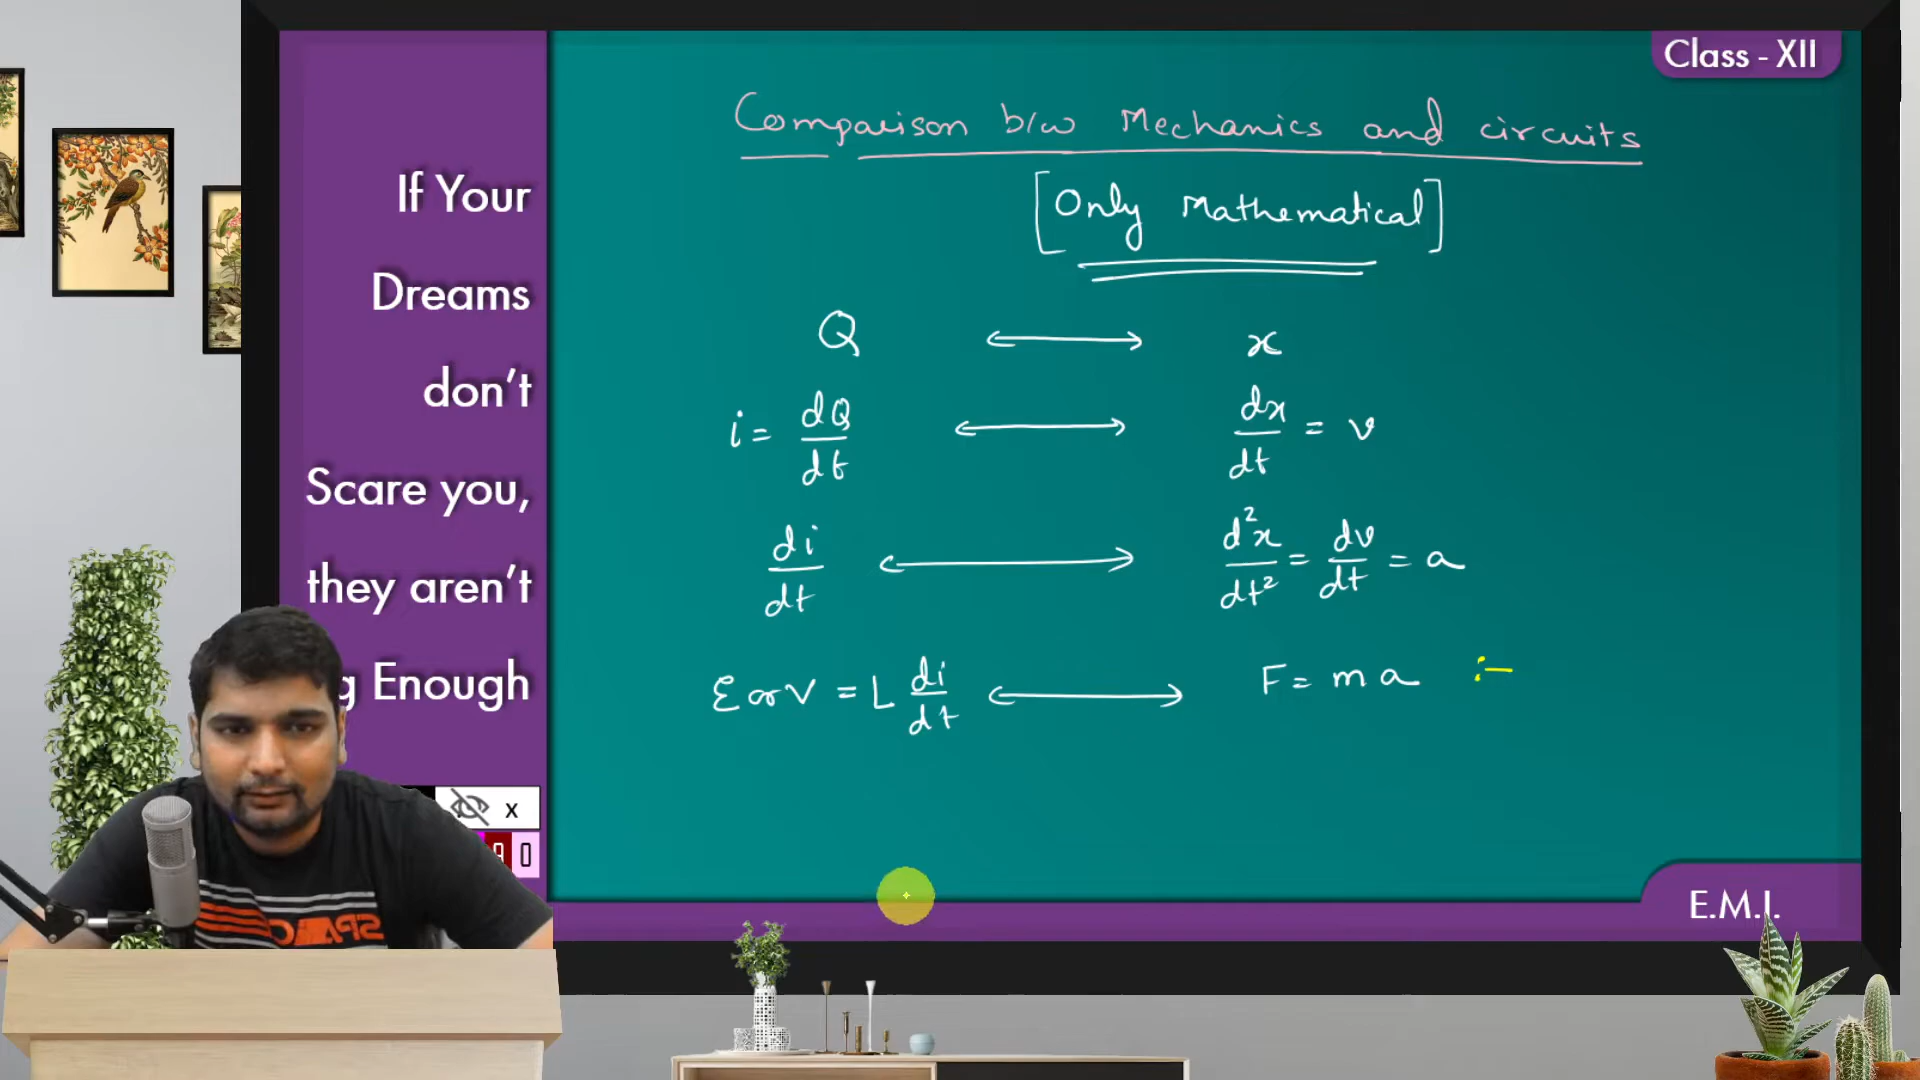 Class - XII
Comparison b/w Mechanics and circuits
[Only Mathematical]
If Your
Dreams
don't
Scare you,
they aren't
g Enough
Q ⟷ x
i = dQ/dt ⟷ dx/dt = v
di/dt ⟷ d²x/dt² = dv/dt = a
ε or V = L di/dt ⟷ F = m a :-
x
0
E.M.I.